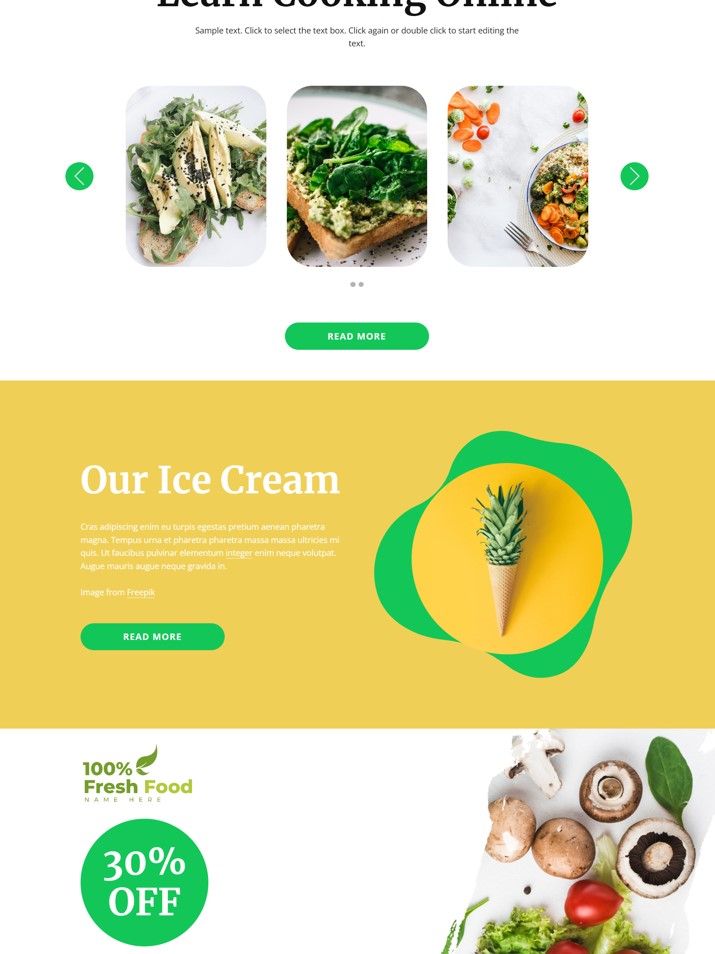 Learn Cooking Online
Sample text. Click to select the text box. Click again or double click to start editing the
text.
READ MORE
Our Ice Cream
Cras adipiscing enim eu turpis egestas pretium aenean pharetra
magna. Tempus urna et pharetra pharetra massa massa ultricies mi
quis. Ut faucibus pulvinar elementum integer enim neque volutpat.
Augue mauris augue neque gravida in.
Image from Freepik
READ MORE
100%
Fresh Food
NAME HERE
30%
OFF